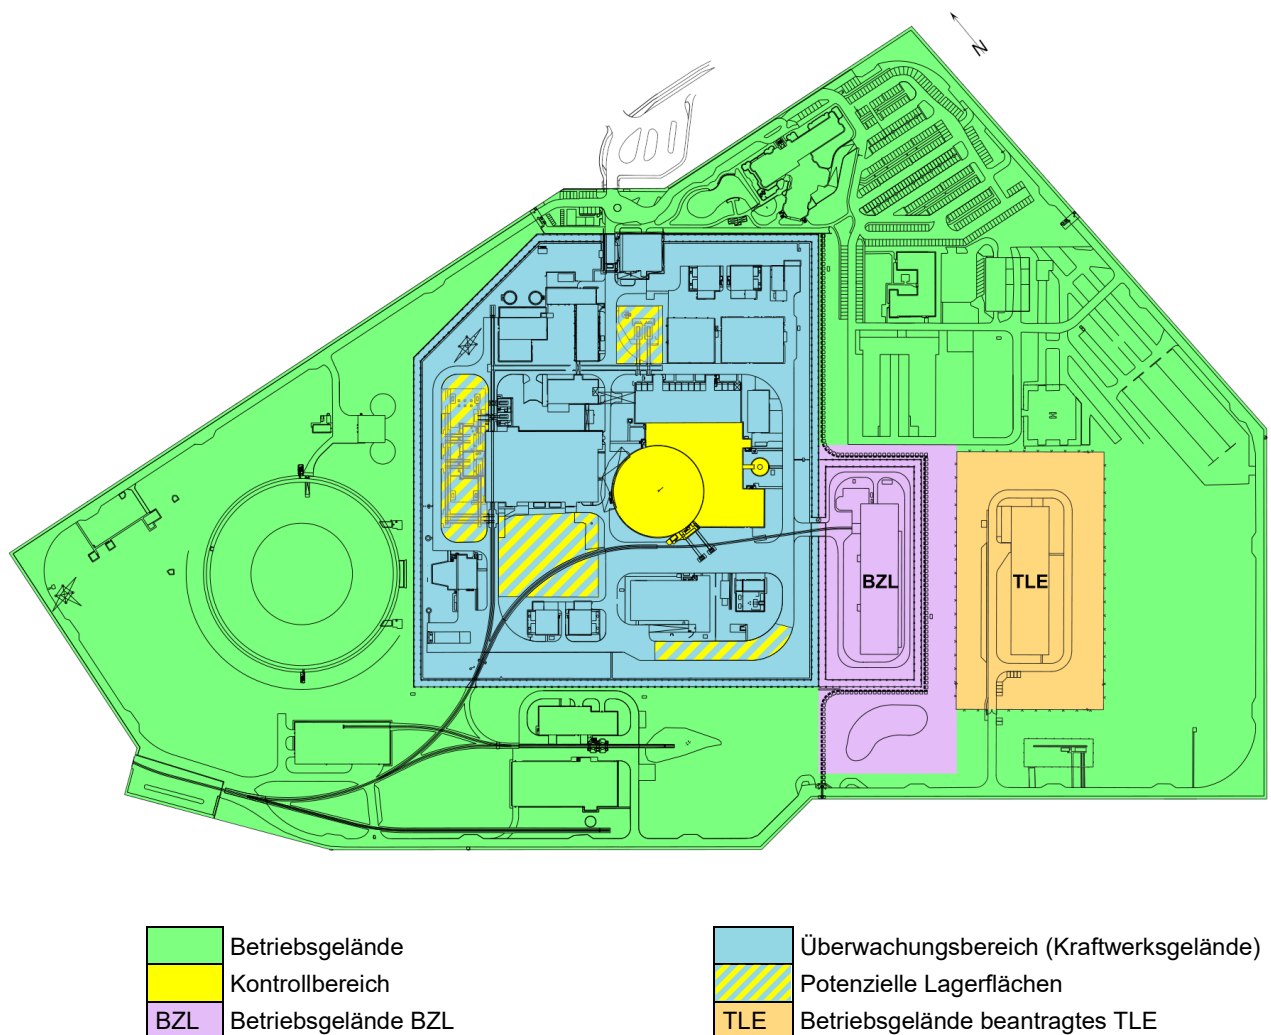 N
BZL
TLE
Betriebsgelände
Kontrollbereich
BZL Betriebsgelände BZL
Überwachungsbereich (Kraftwerksgelände)
Potenzielle Lagerflächen
TLE Betriebsgelände beantragtes TLE